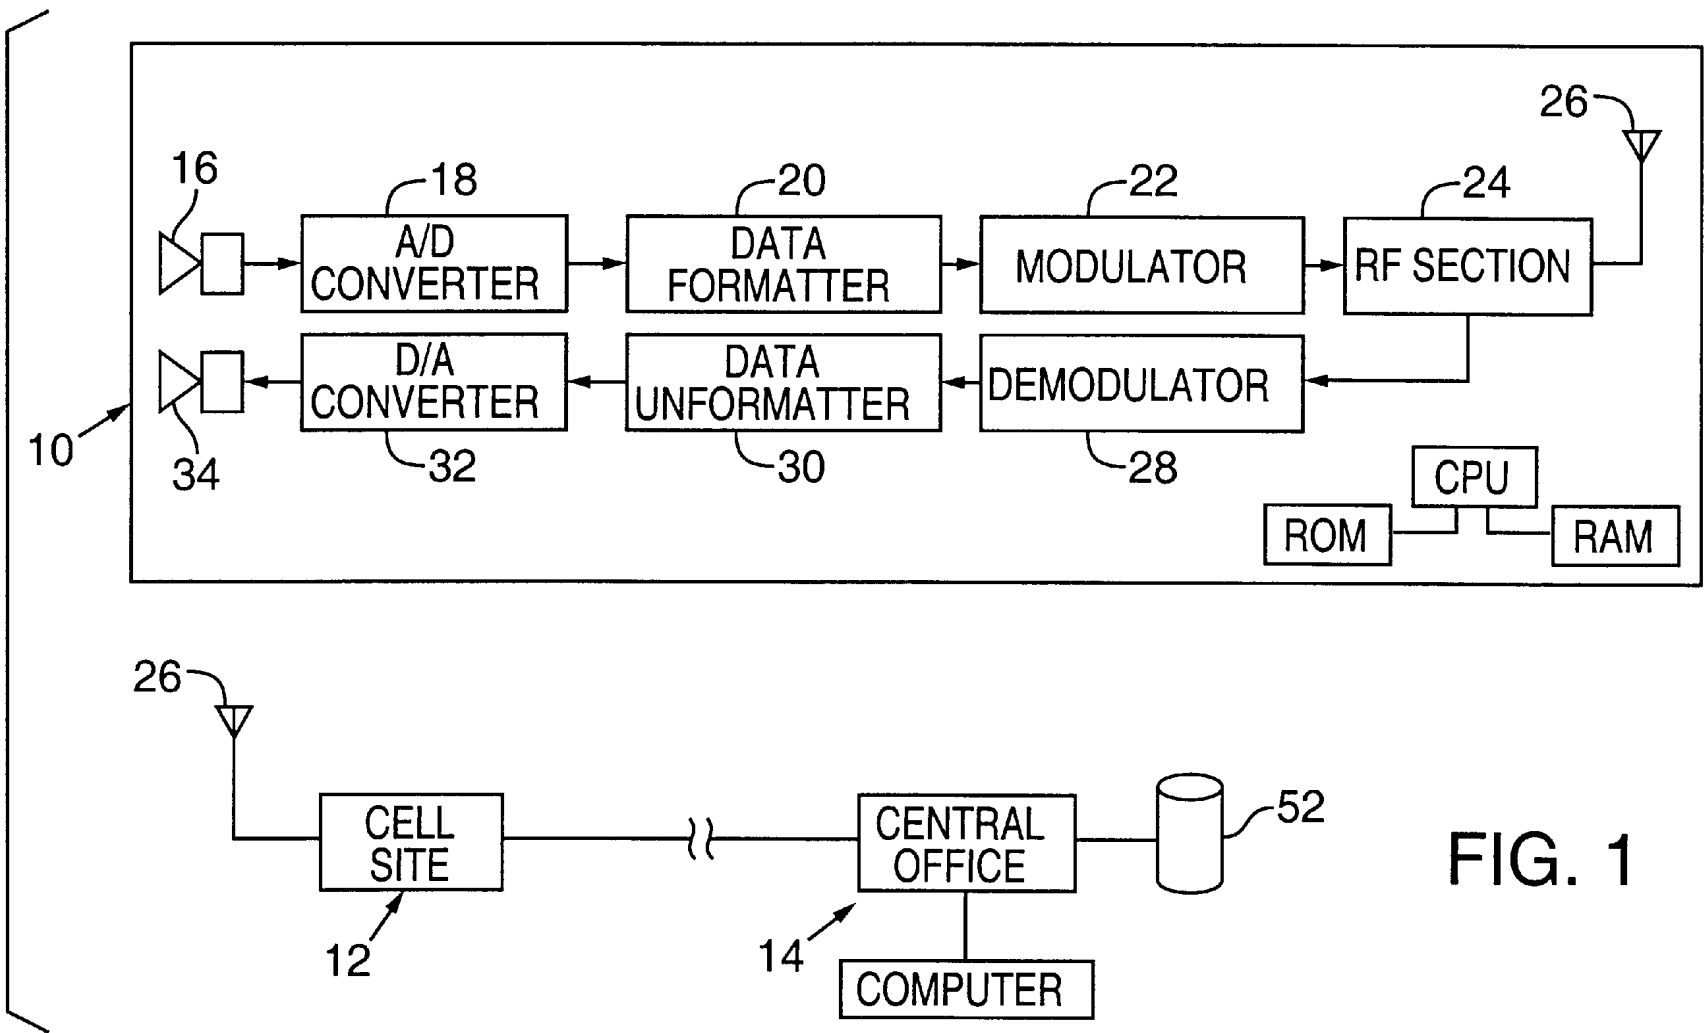 26
16
18
20
22
24
A/D
CONVERTER
DATA
FORMATTER
MODULATOR
RF SECTION
D/A
CONVERTER
DATA
UNFORMATTER
DEMODULATOR
10
34
32
30
28
CPU
ROM
RAM
26
CELL
SITE
CENTRAL
OFFICE
52
FIG. 1
12
14
COMPUTER